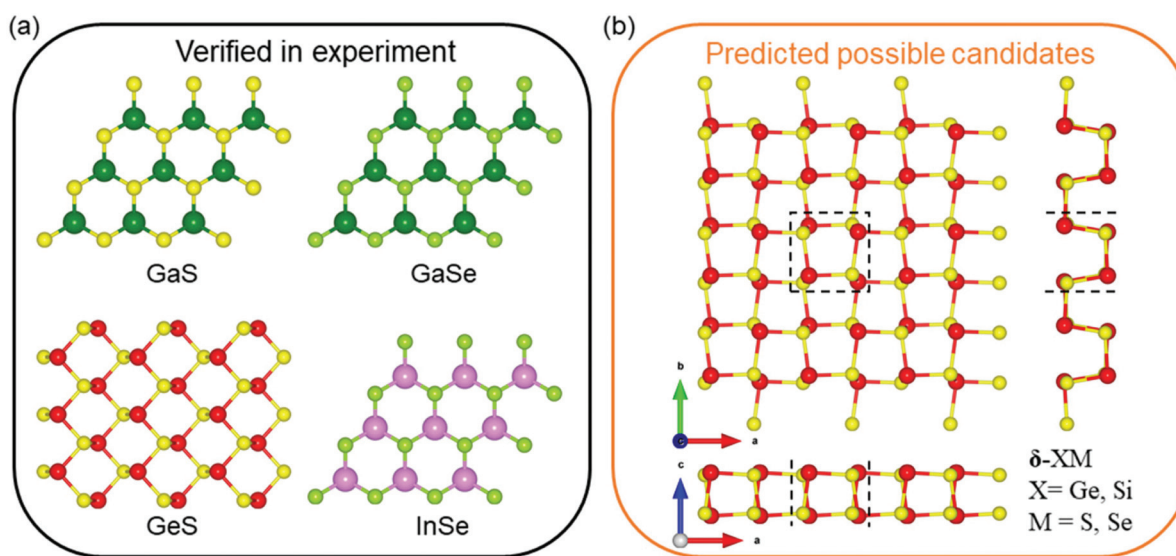 (a)
Verified in experiment
GaS
GaSe
GeS
InSe
(b)
Predicted possible candidates
b
c
a
c
a
δ-XM
X= Ge, Si
M = S, Se